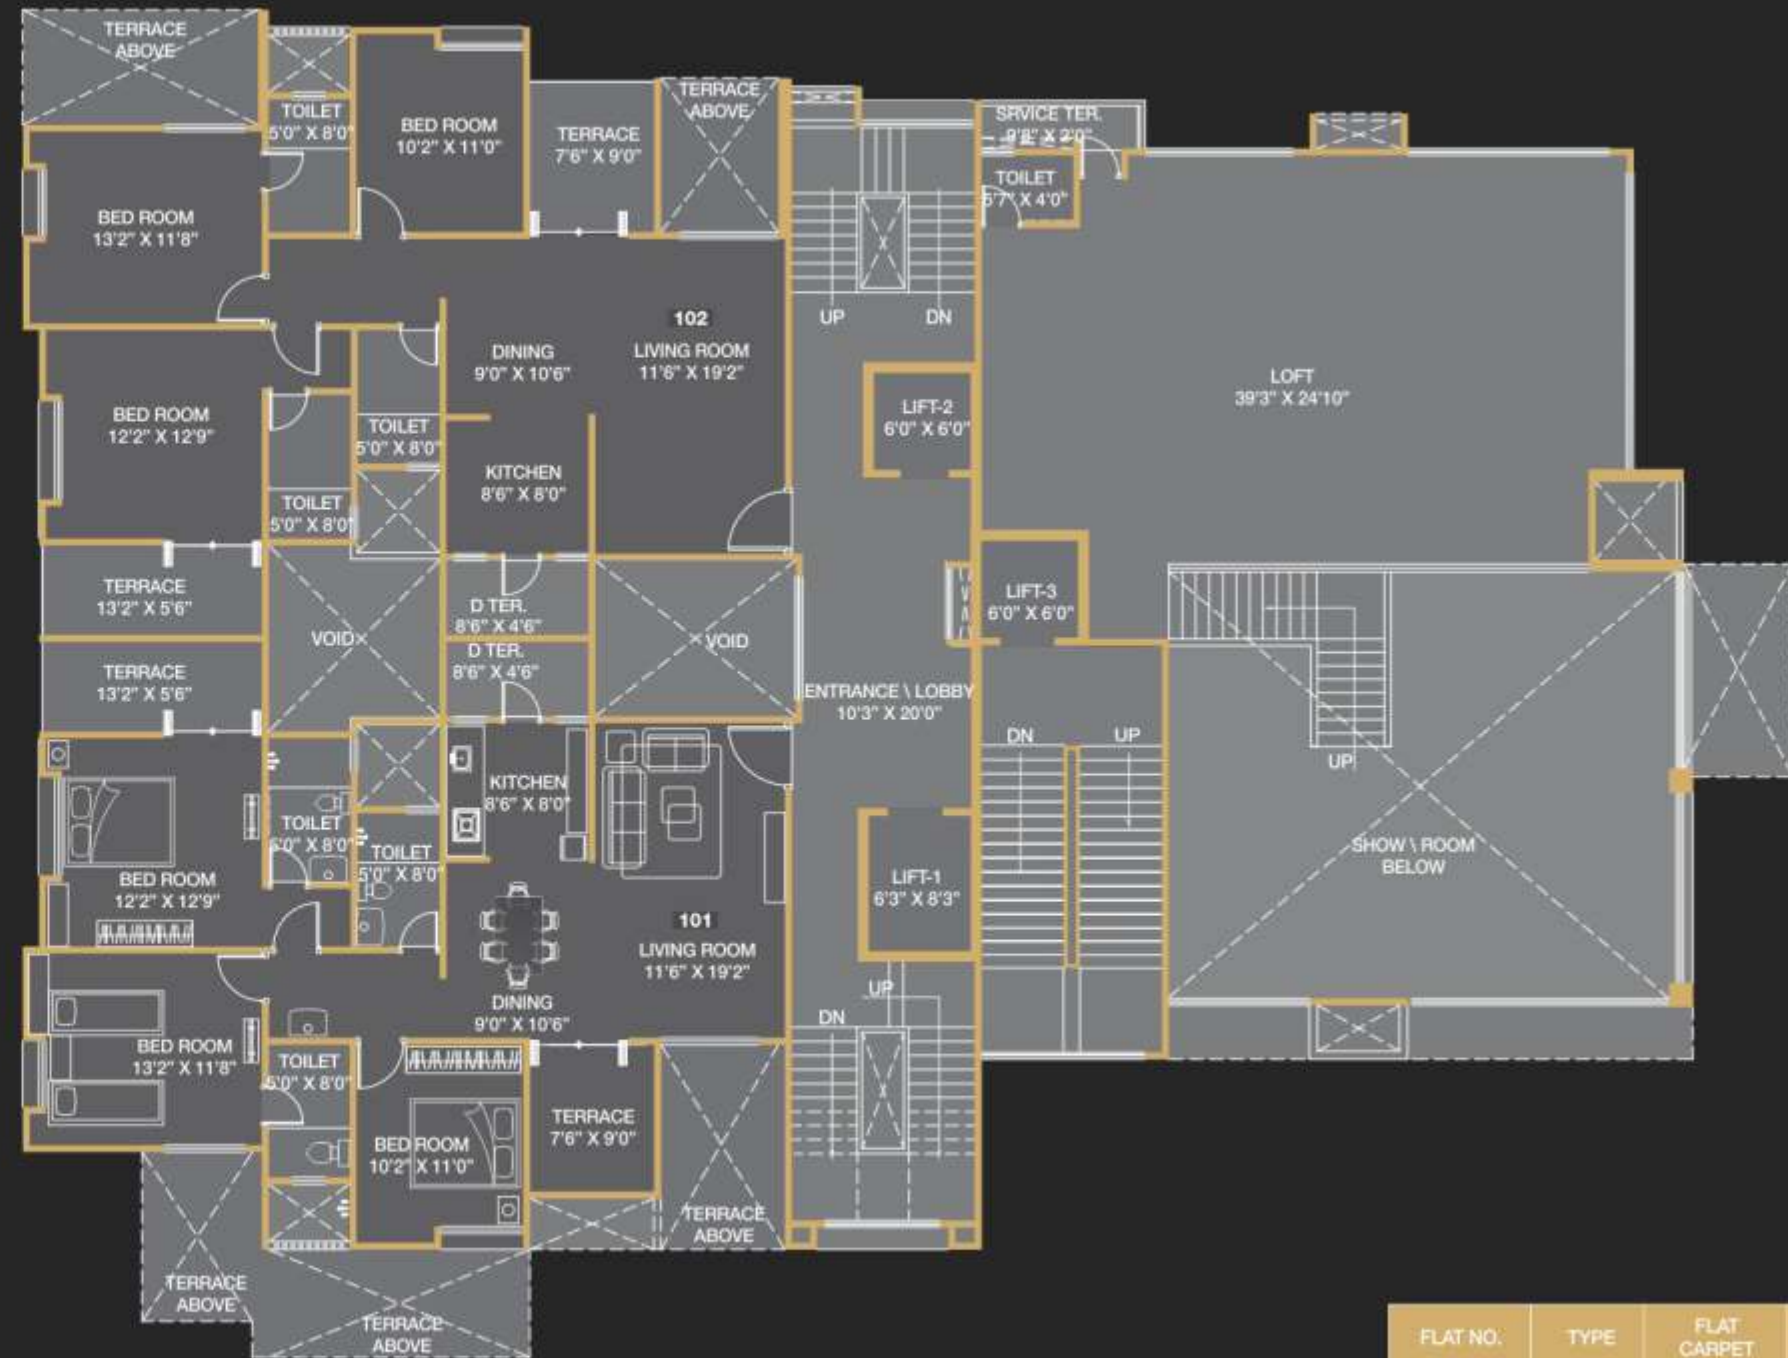 TERRACE
ABOVE
TOILET
5'0" X 8'0"
BED ROOM
10'2" X 11'0"
TERRACE
7'6" X 9'0"
TERRACE
ABOVE
SRVICE TER.
9'8" X 2'0"
TOILET
5'7" X 4'0"
BED ROOM
13'2" X 11'8"
UP
DN
102
LIVING ROOM
11'6" X 19'2"
DINING
9'0" X 10'6"
LOFT
39'3" X 24'10"
LIFT-2
6'0" X 6'0"
BED ROOM
12'2" X 12'9"
TOILET
5'0" X 8'0"
KITCHEN
8'6" X 8'0"
TOILET
5'0" X 8'0"
TERRACE
13'2" X 5'6"
D TER.
8'6" X 4'6"
LIFT-3
6'0" X 6'0"
VOID
VOID
D TER.
8'6" X 4'6"
TERRACE
13'2" X 5'6"
ENTRANCE \ LOBBY
10'3" X 20'0"
DN
UP
UP
KITCHEN
8'6" X 8'0"
TOILET
5'0" X 8'0"
TOILET
5'0" X 8'0"
SHOW \ ROOM
BELOW
BED ROOM
12'2" X 12'9"
LIFT-1
6'3" X 8'3"
101
LIVING ROOM
11'6" X 19'2"
DINING
9'0" X 10'6"
UP
DN
BED ROOM
13'2" X 11'8"
TOILET
5'0" X 8'0"
TERRACE
7'6" X 9'0"
BED ROOM
10'2" X 11'0"
TERRACE
ABOVE
TERRACE
ABOVE
TERRACE
ABOVE
FLAT NO.
TYPE
FLAT
CARPET